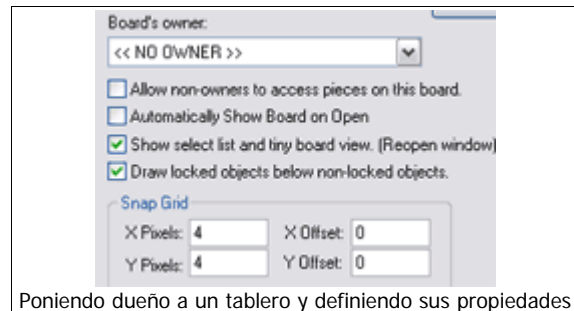 Board's owner:
<< NO OWNER >>
Allow non-owners to access pieces on this board.
Automatically Show Board on Open
Show select list and tiny board view. (Reopen window)
Draw locked objects below non-locked objects.
Snap Grid
X Pixels: 4 X Offset: 0
Y Pixels: 4 Y Offset: 0
Poniendo dueño a un tablero y definiendo sus propiedades